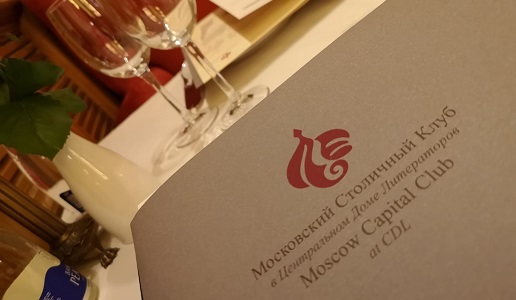 Московский Столичный Клуб
в Центральном Доме Литераторов
Moscow Capital Club
at CDL